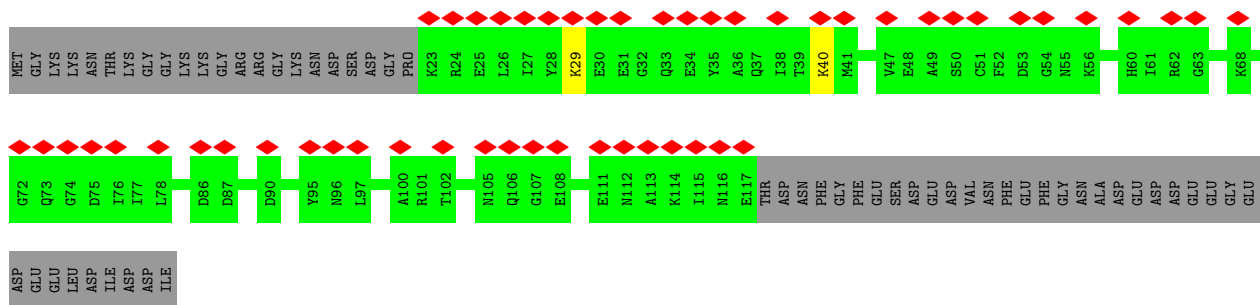 MET GLY LYS LYS ASN THR LYS GLY GLY LYS LYS GLY ARG ARG GLY LYS ASN ASP SER ASP GLY PRO K23 R24 E25 L26 I27 Y28 K29 E30 E31 G32 Q33 E34 Y35 A36 Q37 I38 T39 K40 M41 V47 E48 A49 S50 C51 F52 D53 G54 N55 K56 H60 I61 R62 G63 K68
G72 Q73 G74 D75 I76 I77 L78 D86 D87 D90 Y95 N96 L97 A100 R101 T102 N105 Q106 G107 E108 E111 N112 A113 K114 I115 N116 E117 THR ASP ASN PHE GLY PHE GLU SER ASP GLU ASP VAL ASN PHE GLU PHE GLY ASN ALA ASP GLU ASP ASP GLU GLU GLY GLU
ASP GLU GLU LEU ASP ILE ASP ASP ILE